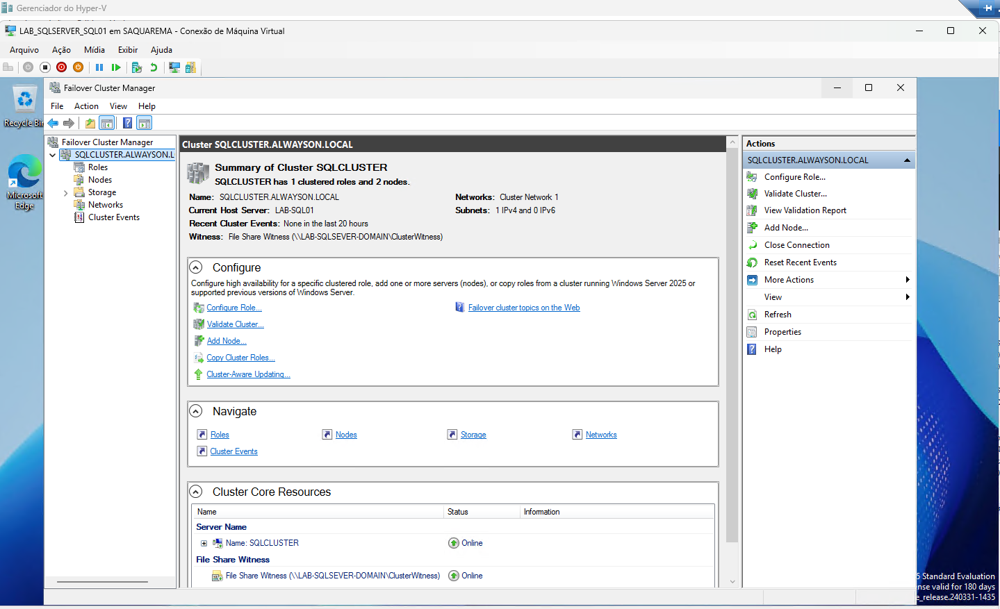 Gerenciador do Hyper-V
LAB_SQLSERVER_SQL01 em SAQUAREMA - Conexão de Máquina Virtual
Arquivo Ação Mídia Exibir Ajuda
Recycle Bin
Microsoft
Edge
Failover Cluster Manager
File Action View Help
Failover Cluster Manager
SQLCLUSTER.ALWAYSON.L
Roles
Nodes
Storage
Networks
Cluster Events
Cluster SQLCLUSTER.ALWAYSON.LOCAL
Summary of Cluster SQLCLUSTER
SQLCLUSTER has 1 clustered roles and 2 nodes.
Name: SQLCLUSTER.ALWAYSON.LOCAL
Networks: Cluster Network 1
Current Host Server: LAB-SQL01
Subnets: 1 IPv4 and 0 IPv6
Recent Cluster Events: None in the last 20 hours
Witness: File Share Witness (\\LAB-SQLSEVER-DOMAIN\ClusterWitness)
Configure
Configure high availability for a specific clustered role, add one or more servers (nodes), or copy roles from a cluster running Windows Server 2025 or
supported previous versions of Windows Server.
Configure Role...
Failover cluster topics on the Web
Validate Cluster...
Add Node...
Copy Cluster Roles...
Cluster-Aware Updating...
Navigate
Roles Nodes Storage Networks
Cluster Events
Cluster Core Resources
Name Status Information
Server Name
Name: SQLCLUSTER Online
File Share Witness
File Share Witness (\\LAB-SQLSEVER-DOMAIN\ClusterWitness) Online
Actions
SQLCLUSTER.ALWAYSON.LOCAL
Configure Role...
Validate Cluster...
View Validation Report
Add Node...
Close Connection
Reset Recent Events
More Actions
View
Refresh
Properties
Help
5 Standard Evaluation
ense valid for 180 days
e_release.240331-1435